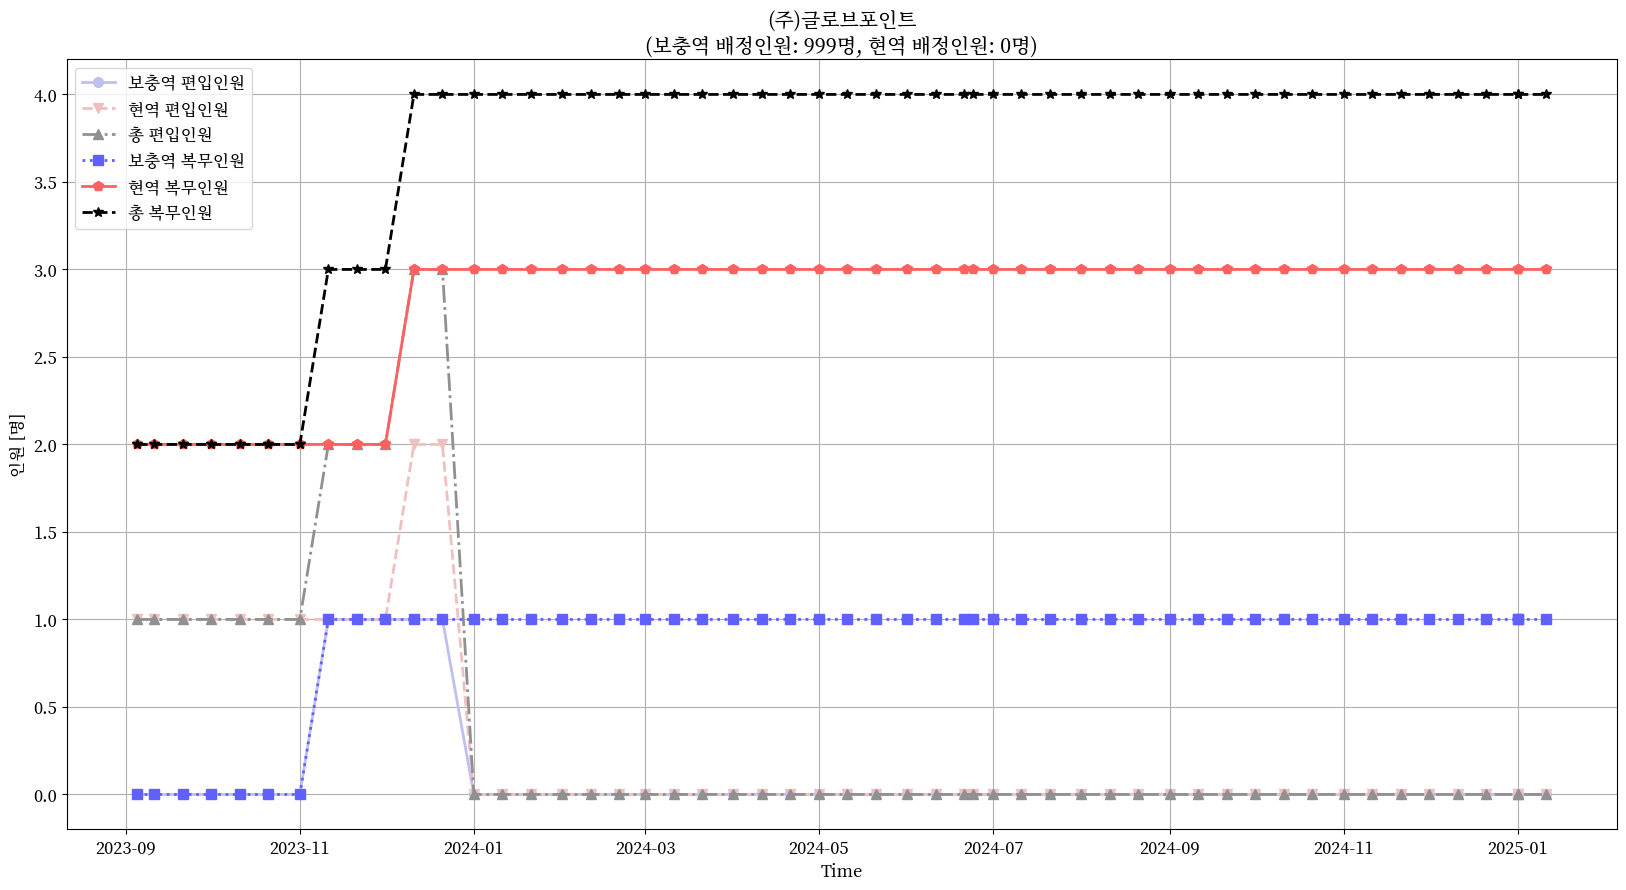 (주)글로브포인트
(보충역 배정인원: 999명, 현역 배정인원: 0명)
보충역 편입인원
현역 편입인원
총 편입인원
보충역 복무인원
현역 복무인원
총 복무인원
4.0
3.5
3.0
2.5
2.0
1.5
1.0
0.5
0.0
인원 [명]
2023-09 2023-11 2024-01 2024-03 2024-05 2024-07 2024-09 2024-11 2025-01
Time